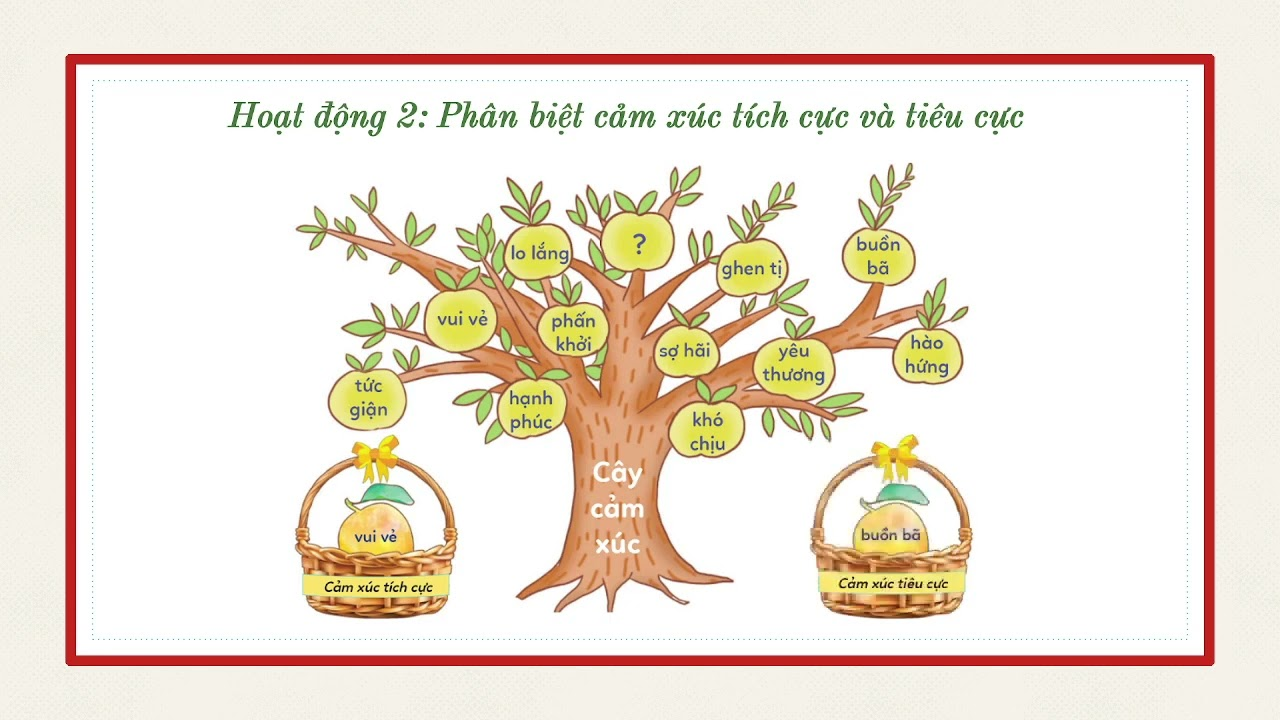 Hoạt động 2: Phân biệt cảm xúc tích cực và tiêu cực
lo lắng
?
ghen tị
buồn
bã
vui vẻ
phấn
khởi
sợ hãi
yêu
thương
hào
hứng
tức
giận
hạnh
phúc
khó
chịu
Cây
cảm
xúc
vui vẻ
Cảm xúc tích cực
buồn bã
Cảm xúc tiêu cực